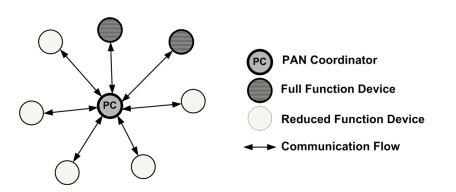 PC
PC PAN Coordinator
Full Function Device
Reduced Function Device
Communication Flow